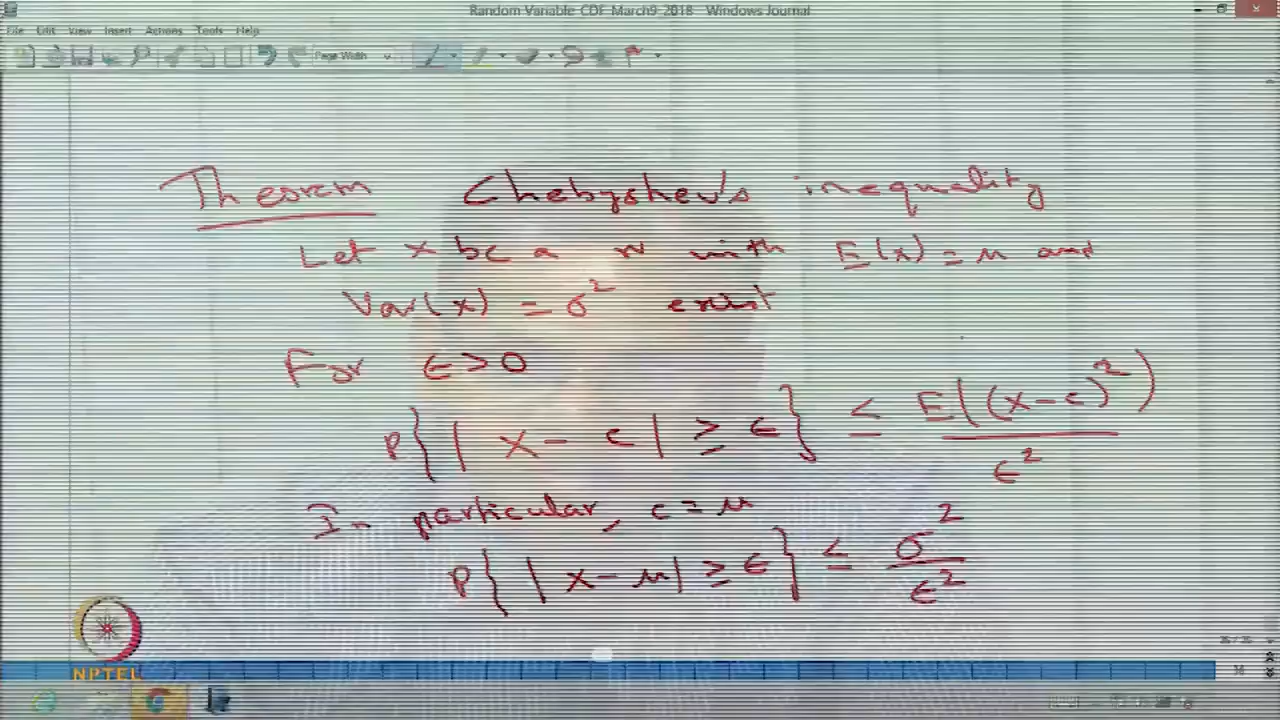 Random Variable CDF March9 2018 - Windows Journal
File Edit View Insert Actions Tools Help
Page Width
Theorem Chebyshev's inequality
Let X be a rv with E(X) = μ and
Var(X) = σ² exist
For ϵ > 0
P{ | X - c | ≥ ϵ } ≤ E((X-c)²) / ϵ²
In particular, c = μ
P{ | X - μ | ≥ ϵ } ≤ σ² / ϵ²
NPTEL